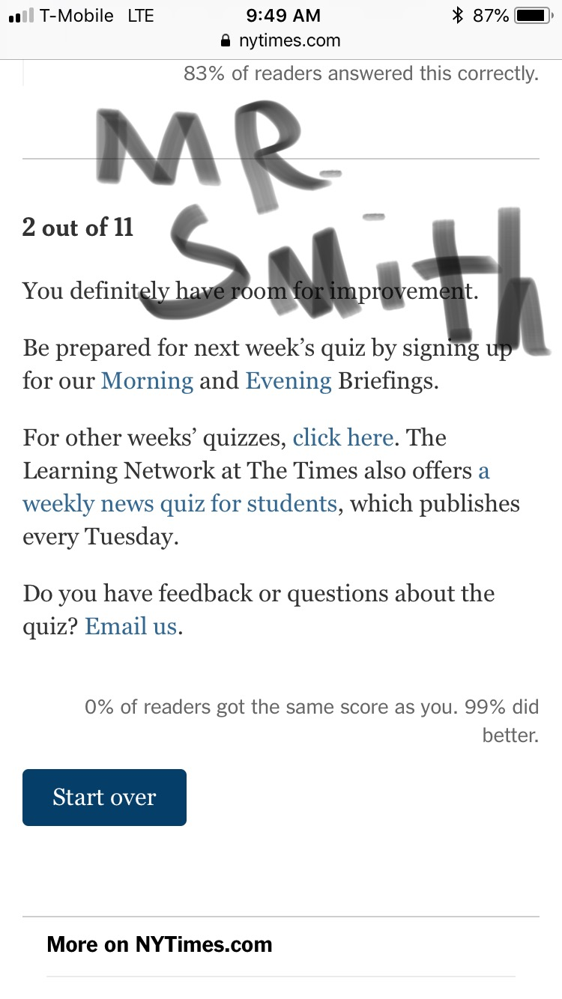 T-Mobile LTE 9:49 AM 87%
nytimes.com
83% of readers answered this correctly.
MR.
SMiTh
2 out of 11
You definitely have room for improvement.
Be prepared for next week’s quiz by signing up
for our Morning and Evening Briefings.
For other weeks’ quizzes, click here. The
Learning Network at The Times also offers a
weekly news quiz for students, which publishes
every Tuesday.
Do you have feedback or questions about the
quiz? Email us.
0% of readers got the same score as you. 99% did
better.
Start over
More on NYTimes.com